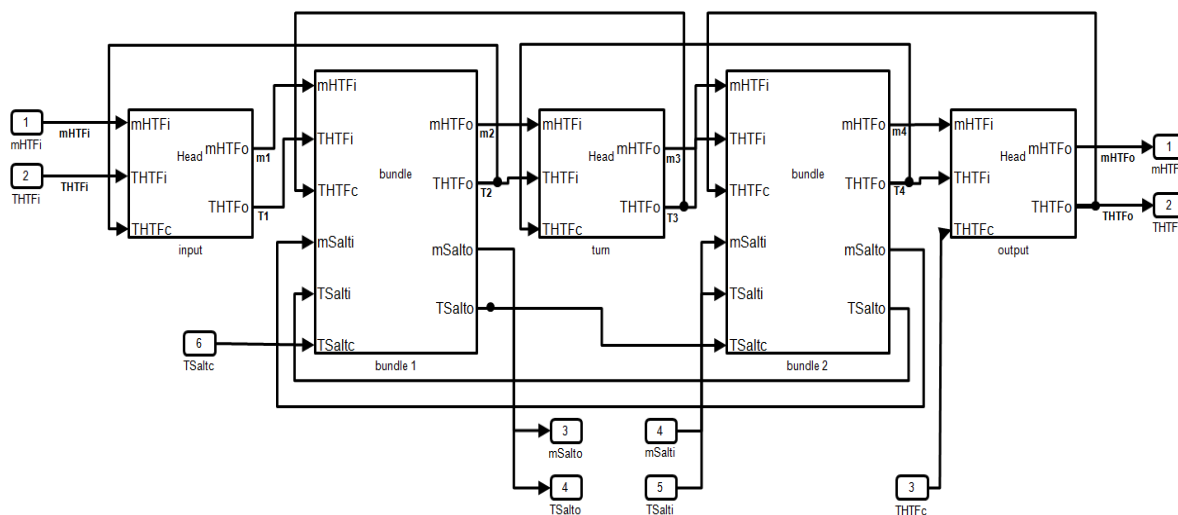 1
mHTFi
mHTFi
2
THTFi
THTFi
mHTFi
THTFi
THTFc
Head
mHTFo
THTFo
input
m1
T1
6
TSaltc
mHTFi
THTFi
THTFc
mSalti
TSalti
TSaltc
bundle
mHTFo
THTFo
mSalto
TSalto
bundle 1
m2
T2
mHTFi
THTFi
THTFc
Head
mHTFo
THTFo
turn
m3
T3
3
mSalto
4
TSalto
4
mSalti
5
TSalti
mHTFi
THTFi
THTFc
mSalti
TSalti
TSaltc
bundle
mHTFo
THTFo
mSalto
TSalto
bundle 2
m4
T4
mHTFi
THTFi
THTFc
Head
mHTFo
THTFo
output
3
THTFc
mHTFo
THTFo
1
mHTF
2
THTF